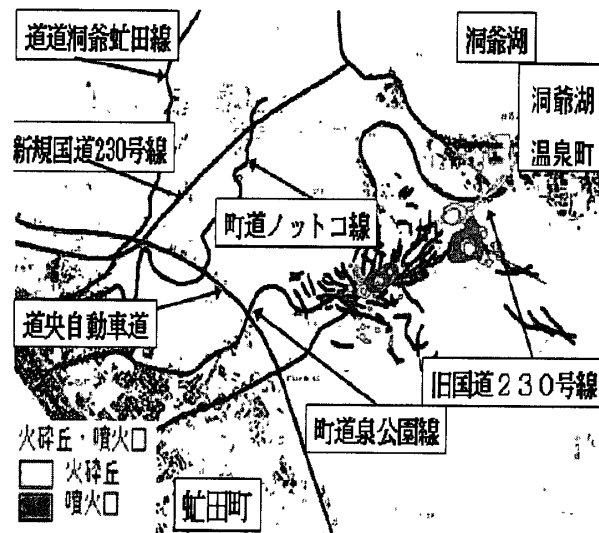 道道洞爺虻田線
洞爺湖
洞爺湖
温泉町
新規国道230号線
町道ノットコ線
道央自動車道
旧国道２３０号線
町道泉公園線
火砕丘・噴火口
火砕丘
噴火口
虻田町